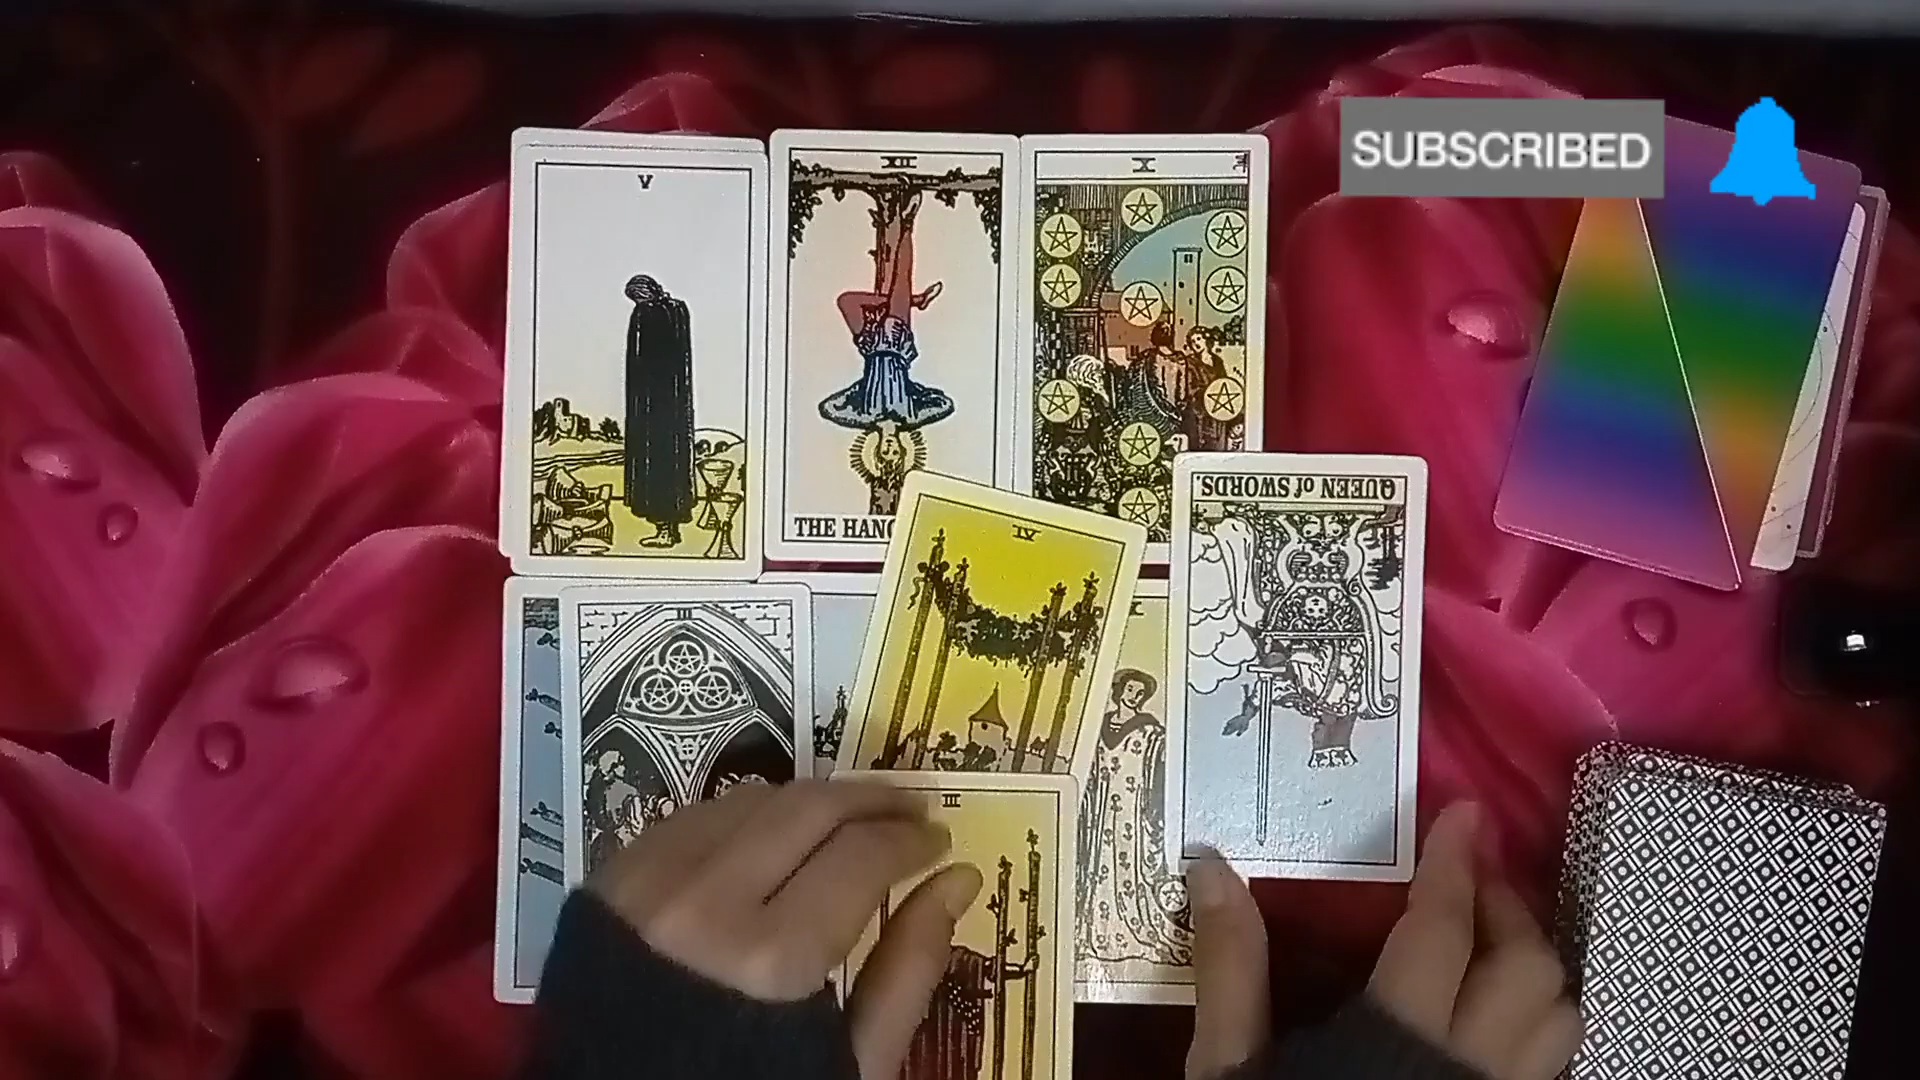 SUBSCRIBED
V
XII
X
THE HANG
QUEEN of SWORDS.
IV
III
III